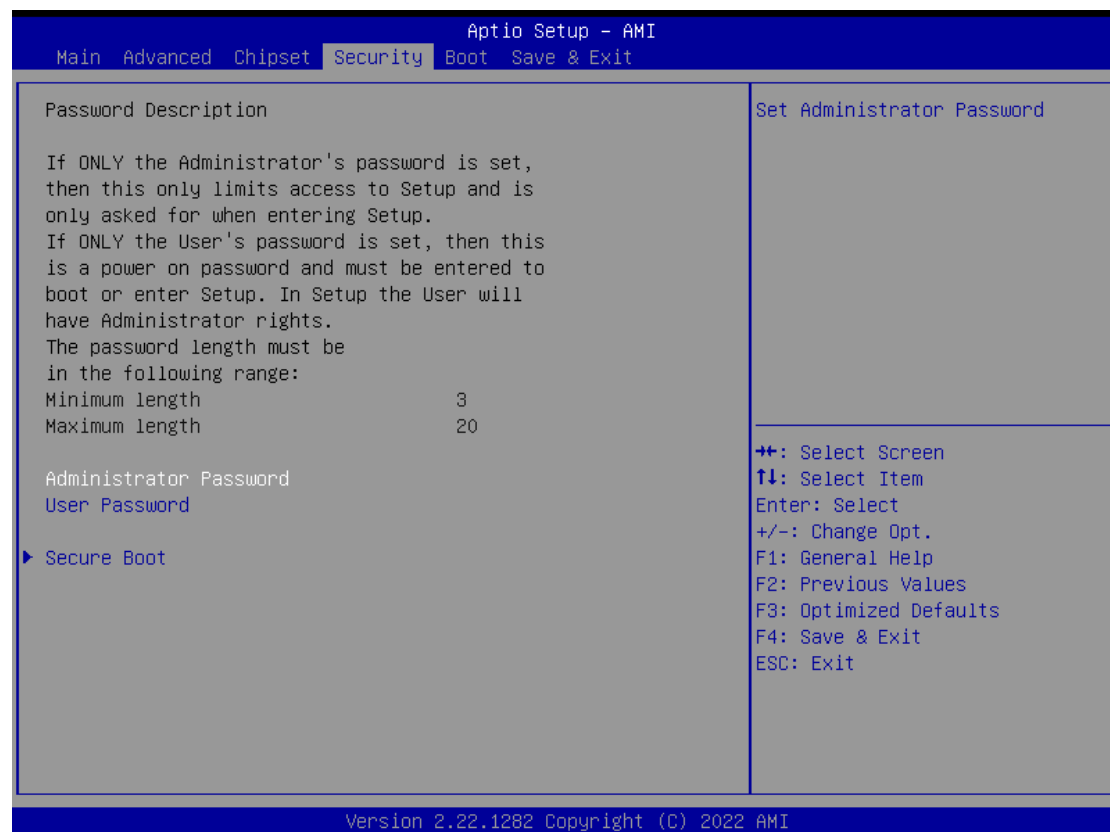 Aptio Setup – AMI
Main Advanced Chipset Security Boot Save & Exit
Password Description
If ONLY the Administrator's password is set,
then this only limits access to Setup and is
only asked for when entering Setup.
If ONLY the User's password is set, then this
is a power on password and must be entered to
boot or enter Setup. In Setup the User will
have Administrator rights.
The password length must be
in the following range:
Minimum length 3
Maximum length 20
Administrator Password
User Password
▶ Secure Boot
Set Administrator Password
→←: Select Screen
↑↓: Select Item
Enter: Select
+/-: Change Opt.
F1: General Help
F2: Previous Values
F3: Optimized Defaults
F4: Save & Exit
ESC: Exit
Version 2.22.1282 Copyright (C) 2022 AMI